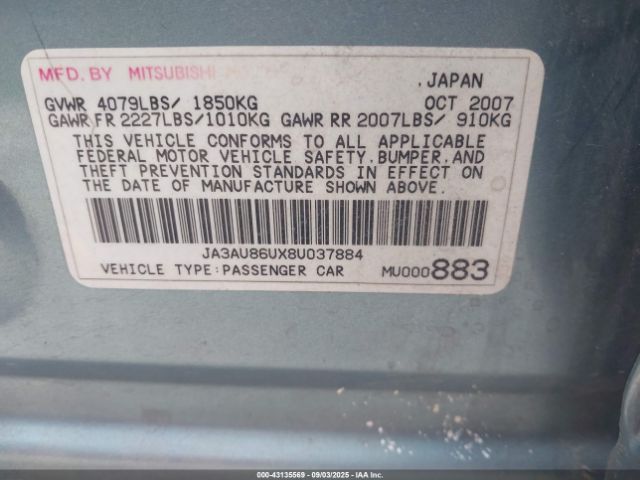 MFD. BY MITSUBISHI
. JAPAN
GVWR 4079LBS/ 1850KG OCT 2007
GAWR FR 2227LBS/1010KG GAWR RR 2007LBS/ 910KG
THIS VEHICLE CONFORMS TO ALL APPLICABLE
FEDERAL MOTOR VEHICLE SAFETY, BUMPER, AND
THEFT PREVENTION STANDARDS IN EFFECT ON
THE DATE OF MANUFACTURE SHOWN ABOVE.
JA3AU86UX8U037884
VEHICLE TYPE:PASSENGER CAR MU000883
000-43135569 - 09/03/2025 - ©IAA Inc.